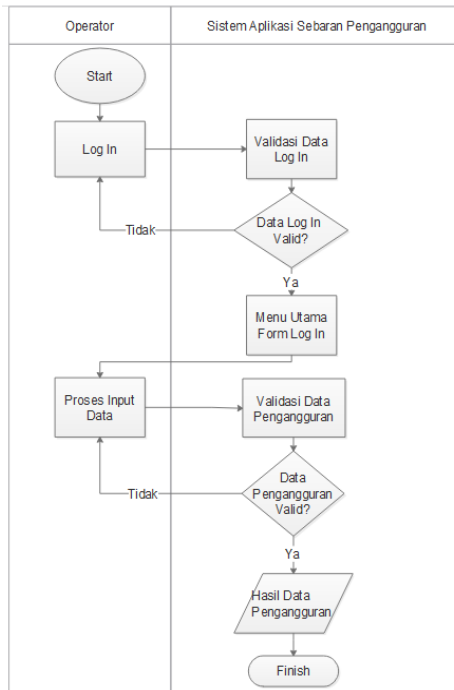 Operator
Sistem Aplikasi Sebaran Pengangguran
Start
Log In
Validasi Data
Log In
Tidak
Data Log In
Valid?
Ya
Menu Utama
Form Log In
Proses Input
Data
Validasi Data
Pengangguran
Tidak
Data
Pengangguran
Valid?
Ya
Hasil Data
Pengangguran
Finish